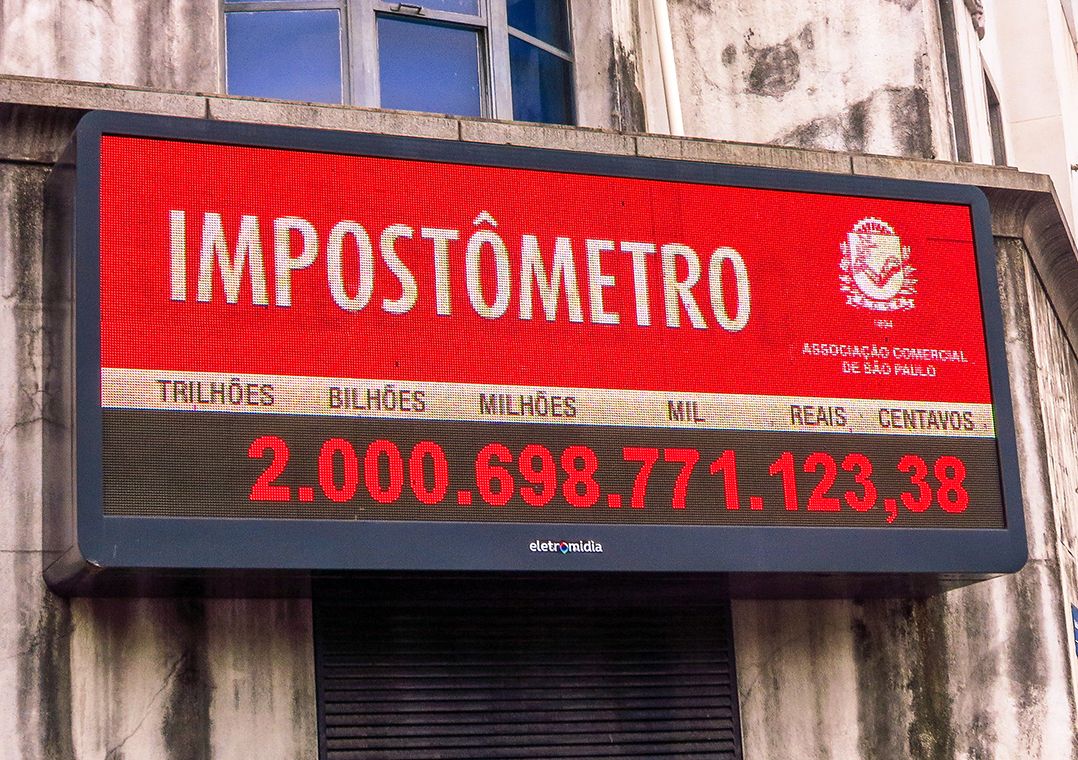 IMPOSTÔMETRO
1894
ASSOCIAÇÃO COMERCIAL
DE SÃO PAULO
TRILHÕES BILHÕES MILHÕES MIL REAIS CENTAVOS
2.000.698.771.123,38
eletromidia